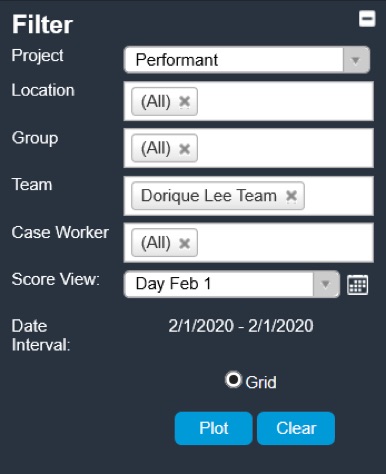 Filter
Project Performant
Location (All)
Group (All)
Team Dorique Lee Team
Case Worker (All)
Score View: Day Feb 1
Date Interval: 2/1/2020 - 2/1/2020
Grid
Plot Clear